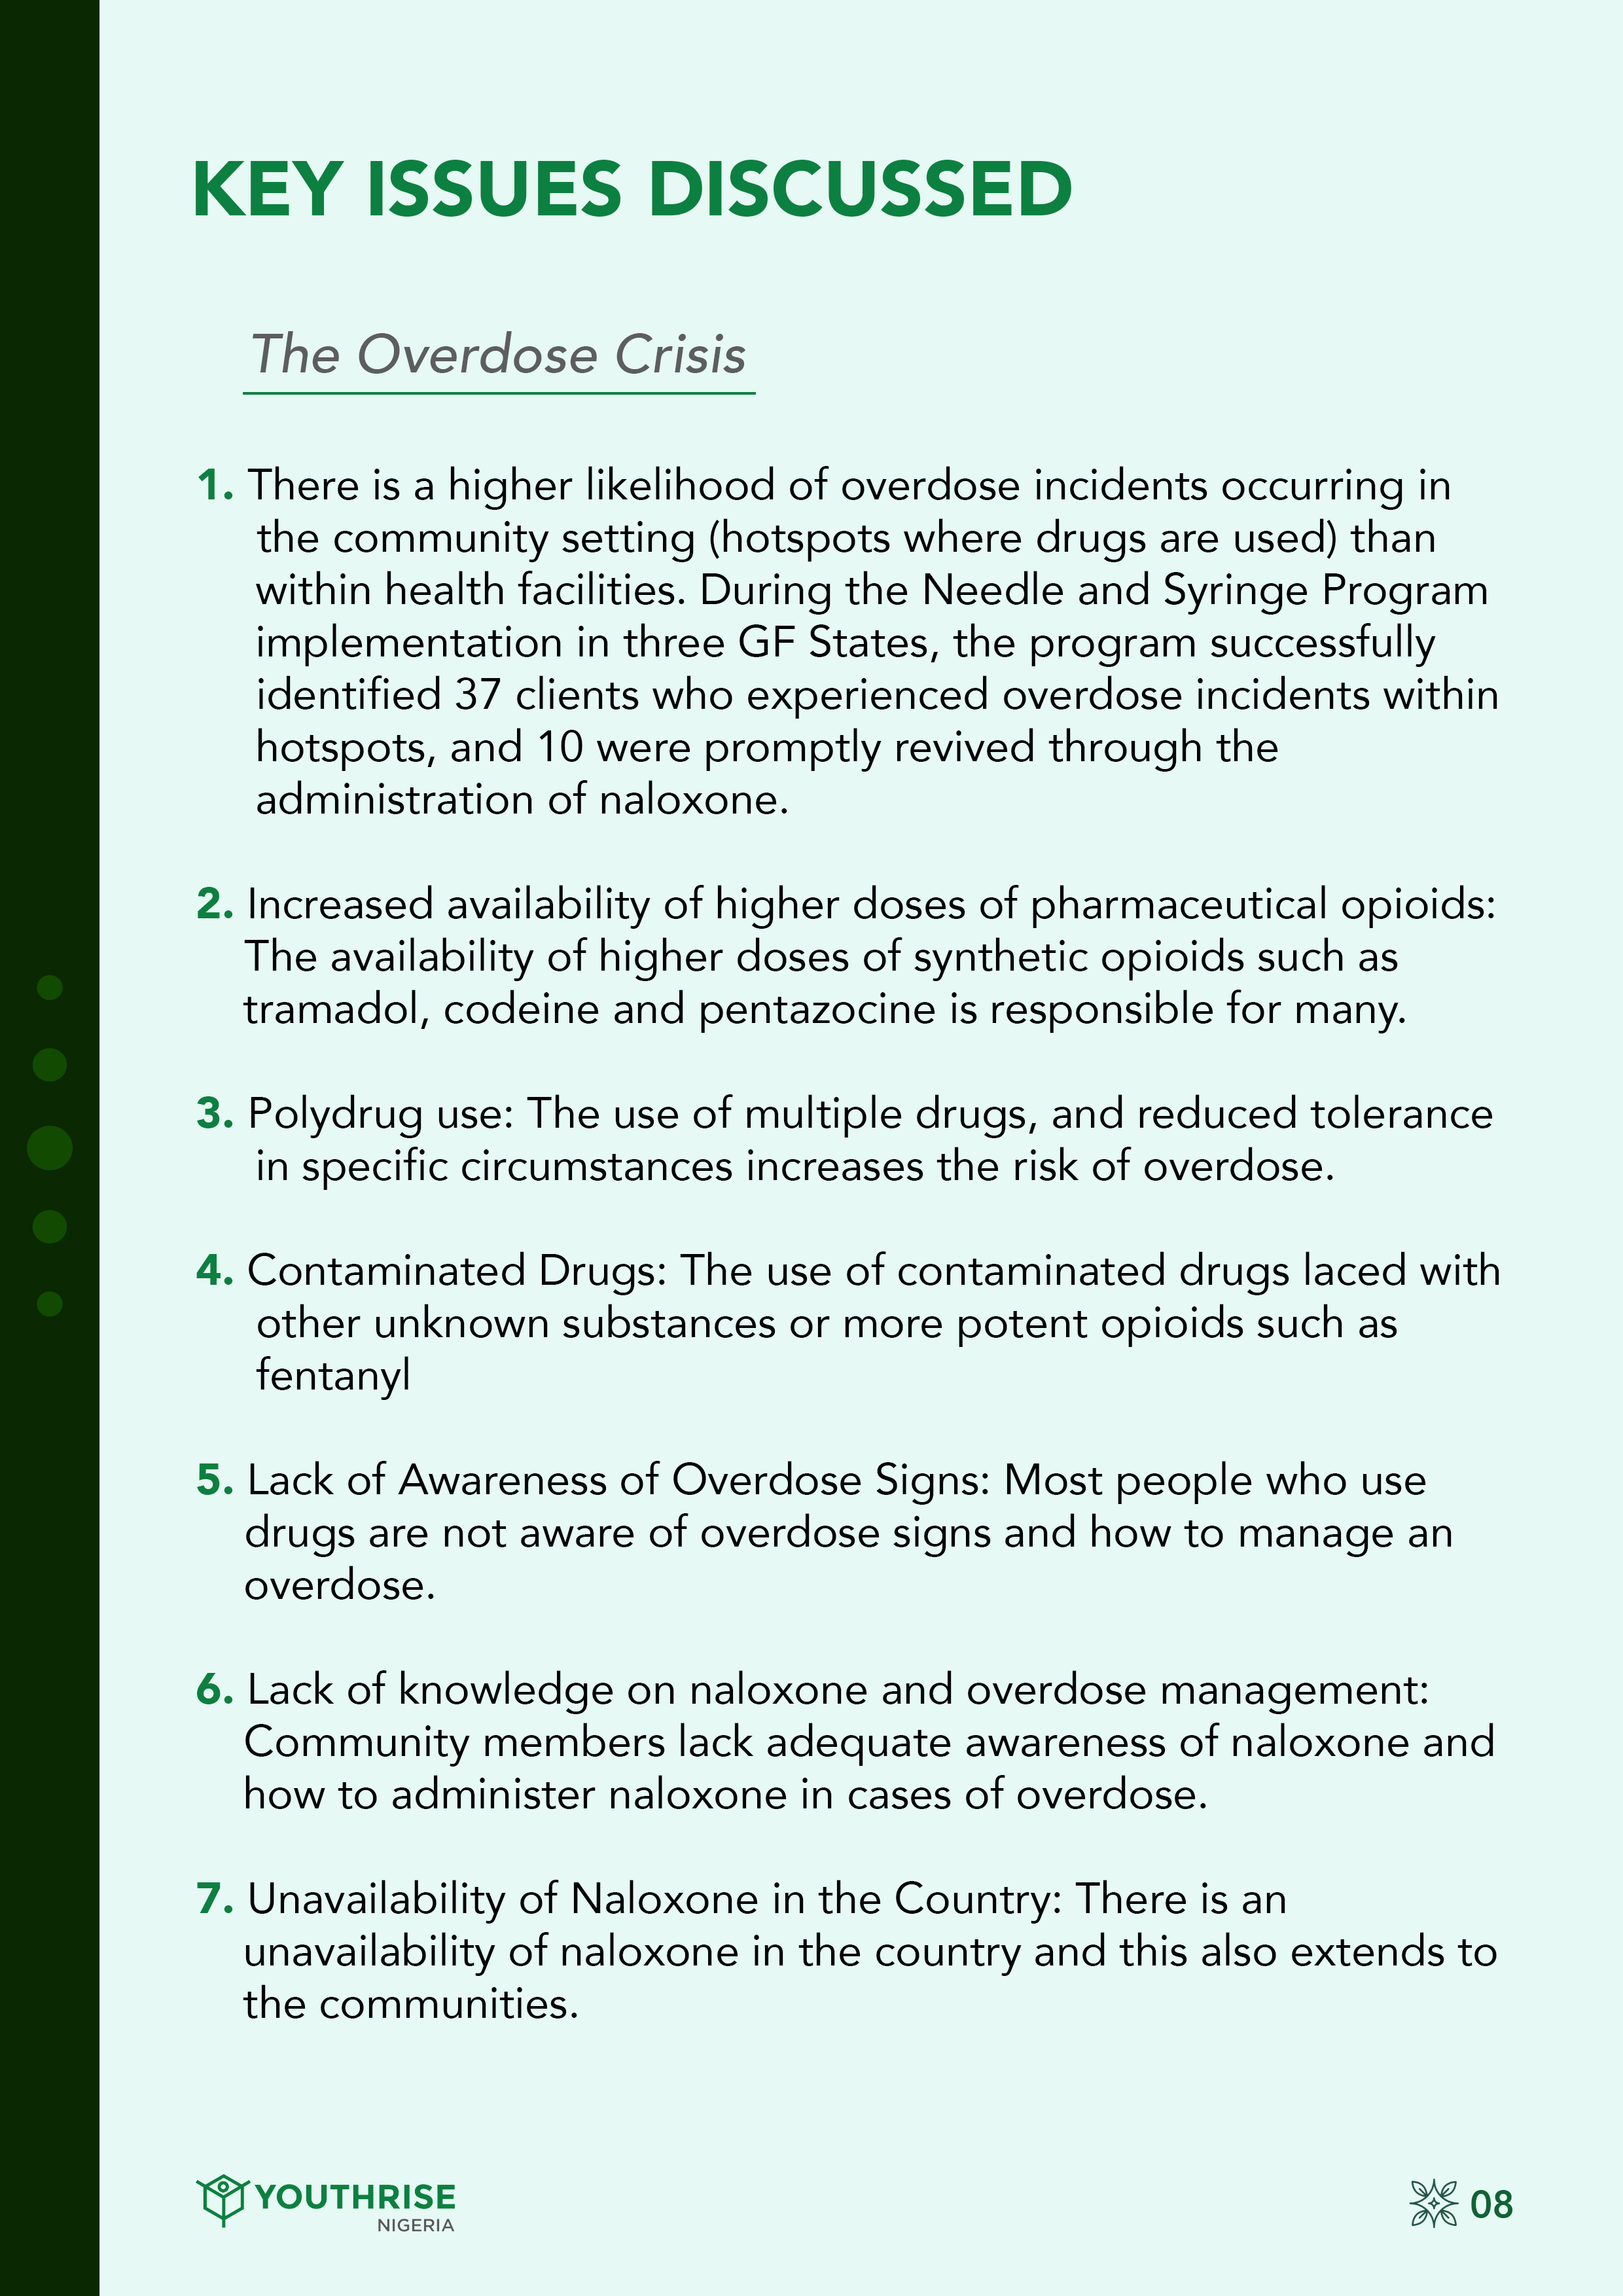 KEY ISSUES DISCUSSED
The Overdose Crisis
1. There is a higher likelihood of overdose incidents occurring in
the community setting (hotspots where drugs are used) than
within health facilities. During the Needle and Syringe Program
implementation in three GF States, the program successfully
identified 37 clients who experienced overdose incidents within
hotspots, and 10 were promptly revived through the
administration of naloxone.
2. Increased availability of higher doses of pharmaceutical opioids:
The availability of higher doses of synthetic opioids such as
tramadol, codeine and pentazocine is responsible for many.
3. Polydrug use: The use of multiple drugs, and reduced tolerance
in specific circumstances increases the risk of overdose.
4. Contaminated Drugs: The use of contaminated drugs laced with
other unknown substances or more potent opioids such as
fentanyl
5. Lack of Awareness of Overdose Signs: Most people who use
drugs are not aware of overdose signs and how to manage an
overdose.
6. Lack of knowledge on naloxone and overdose management:
Community members lack adequate awareness of naloxone and
how to administer naloxone in cases of overdose.
7. Unavailability of Naloxone in the Country: There is an
unavailability of naloxone in the country and this also extends to
the communities.
YOUTHRISE
NIGERIA
08